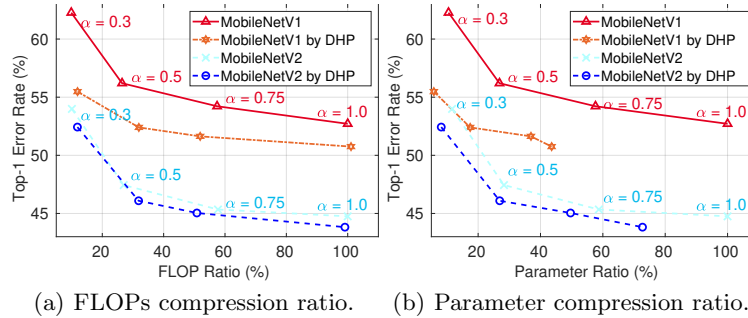 MobileNetV1
MobileNetV1 by DHP
MobileNetV2
MobileNetV2 by DHP
α = 0.3
α = 0.5
α = 0.75
α = 1.0
α = 0.3
α = 0.5
α = 0.75
α = 1.0
60
55
50
45
Top-1 Error Rate (%)
20 40 60 80 100
FLOP Ratio (%)
(a) FLOPs compression ratio.
MobileNetV1
MobileNetV1 by DHP
MobileNetV2
MobileNetV2 by DHP
α = 0.3
α = 0.5
α = 0.75
α = 1.0
α = 0.3
α = 0.5
α = 0.75
α = 1.0
60
55
50
45
Top-1 Error Rate (%)
20 40 60 80 100
Parameter Ratio (%)
(b) Parameter compression ratio.